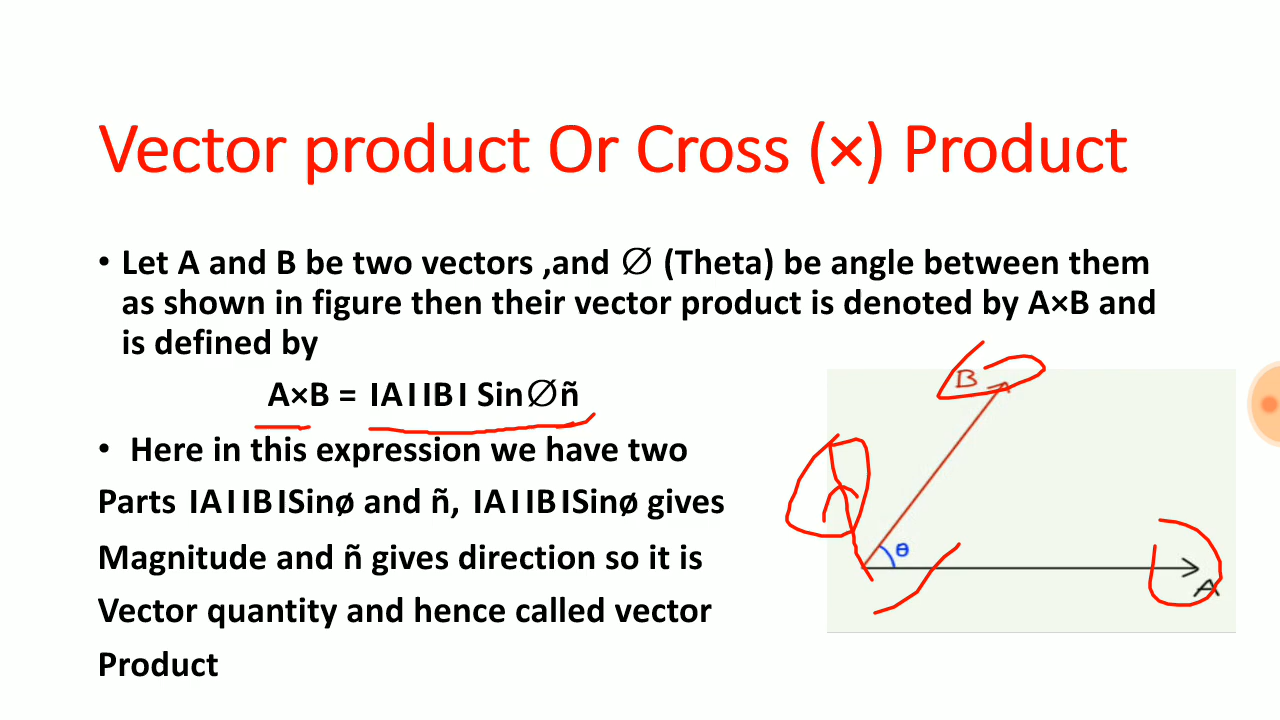 Vector product Or Cross (×) Product
• Let A and B be two vectors ,and ∅ (Theta) be angle between them
as shown in figure then their vector product is denoted by A×B and
is defined by
A×B = IAIIBI Sin∅ñ
• Here in this expression we have two
Parts IAIIBISinø and ñ, IAIIBISinø gives
Magnitude and ñ gives direction so it is
Vector quantity and hence called vector
Product
B
θ
A